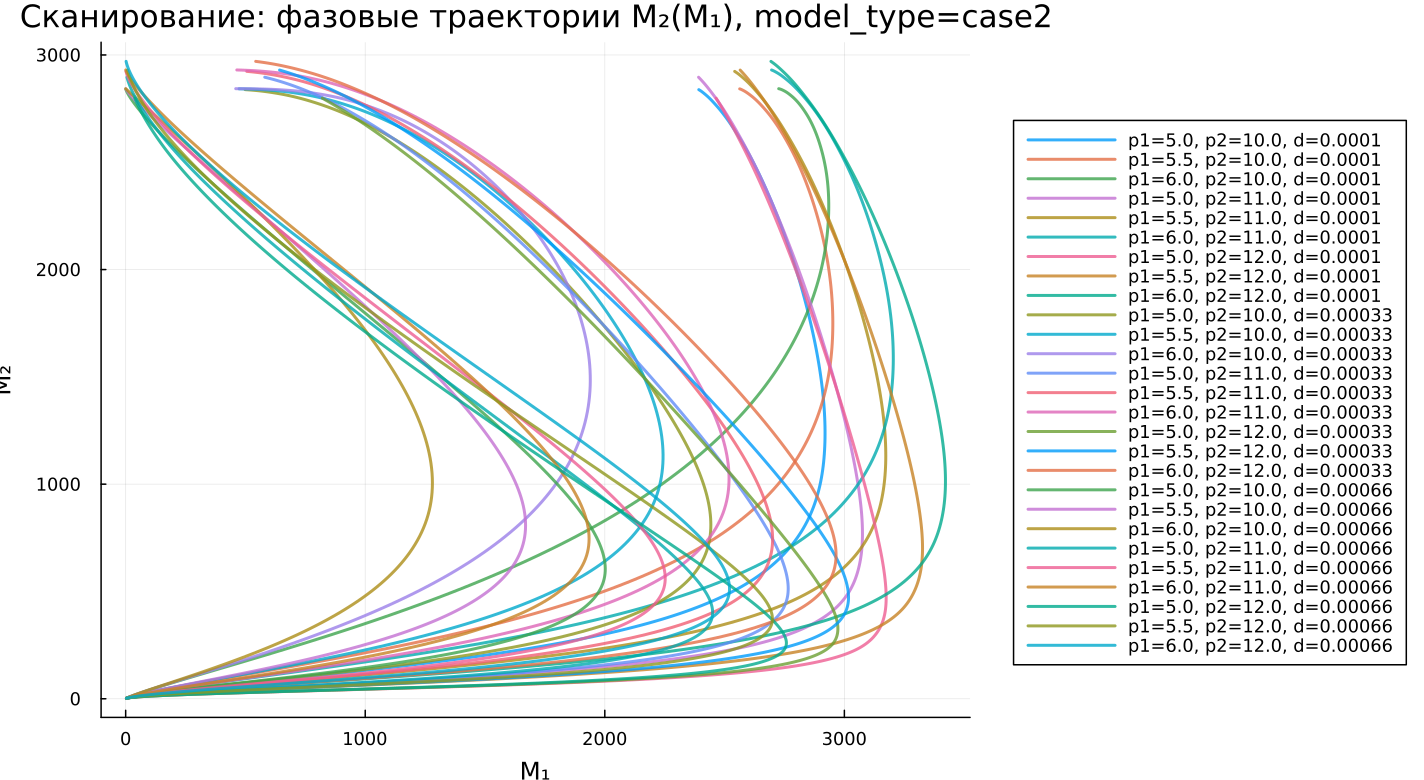 Сканирование: фазовые траектории M₂(M₁), model_type=case2
3000
2000
1000
0
M₂
0
1000
2000
3000
M₁
p1=5.0, p2=10.0, d=0.0001
p1=5.5, p2=10.0, d=0.0001
p1=6.0, p2=10.0, d=0.0001
p1=5.0, p2=11.0, d=0.0001
p1=5.5, p2=11.0, d=0.0001
p1=6.0, p2=11.0, d=0.0001
p1=5.0, p2=12.0, d=0.0001
p1=5.5, p2=12.0, d=0.0001
p1=6.0, p2=12.0, d=0.0001
p1=5.0, p2=10.0, d=0.00033
p1=5.5, p2=10.0, d=0.00033
p1=6.0, p2=10.0, d=0.00033
p1=5.0, p2=11.0, d=0.00033
p1=5.5, p2=11.0, d=0.00033
p1=6.0, p2=11.0, d=0.00033
p1=5.0, p2=12.0, d=0.00033
p1=5.5, p2=12.0, d=0.00033
p1=6.0, p2=12.0, d=0.00033
p1=5.0, p2=10.0, d=0.00066
p1=5.5, p2=10.0, d=0.00066
p1=6.0, p2=10.0, d=0.00066
p1=5.0, p2=11.0, d=0.00066
p1=5.5, p2=11.0, d=0.00066
p1=6.0, p2=11.0, d=0.00066
p1=5.0, p2=12.0, d=0.00066
p1=5.5, p2=12.0, d=0.00066
p1=6.0, p2=12.0, d=0.00066